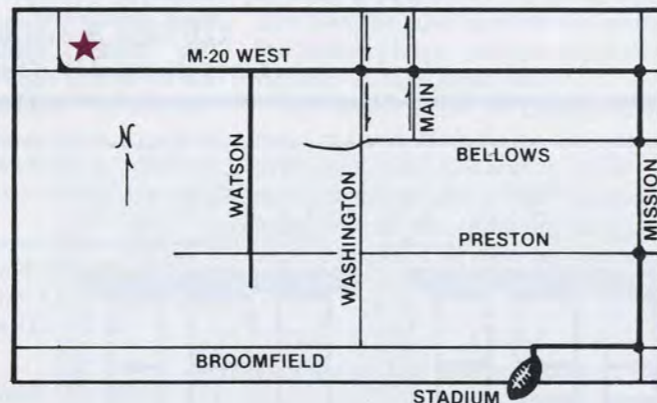 M-20 WEST
MAIN
N
BELLOWS
WATSON
WASHINGTON
MISSION
PRESTON
BROOMFIELD
STADIUM